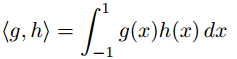 ⟨g, h⟩ = ∫_{-1}^{1} g(x)h(x) dx